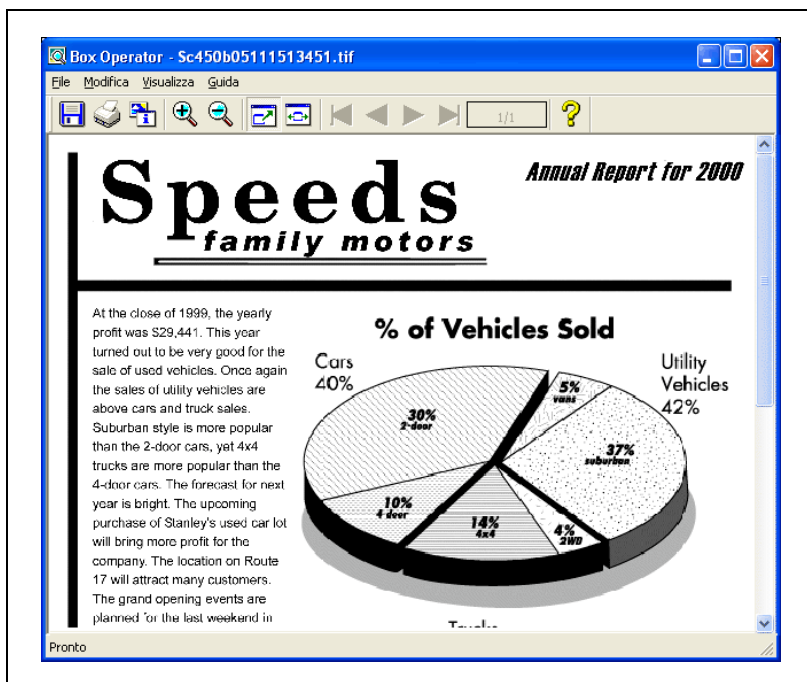 Box Operator - Sc450b05111513451.tif
File Modifica Visualizza Guida
1/1
Speeds
family motors
Annual Report for 2000
At the close of 1999, the yearly
profit was $29,441. This year
turned out to be very good for the
sale of used vehicles. Once again
the sales of utility vehicles are
above cars and truck sales.
Suburban style is more popular
than the 2-door cars, yet 4x4
trucks are more popular than the
4-door cars. The forecast for next
year is bright. The upcoming
purchase of Stanley's used car lot
will bring more profit for the
company. The location on Route
17 will attract many customers.
The grand opening events are
planned for the last weekend in
% of Vehicles Sold
Cars
40%
Utility
Vehicles
42%
30%
2-door
5%
vans
37%
suburban
10%
4 door
14%
4x4
4%
2WD
Trucks
Pronto